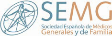 SEMG
Sociedad Española de Médicos
Generales y de Familia